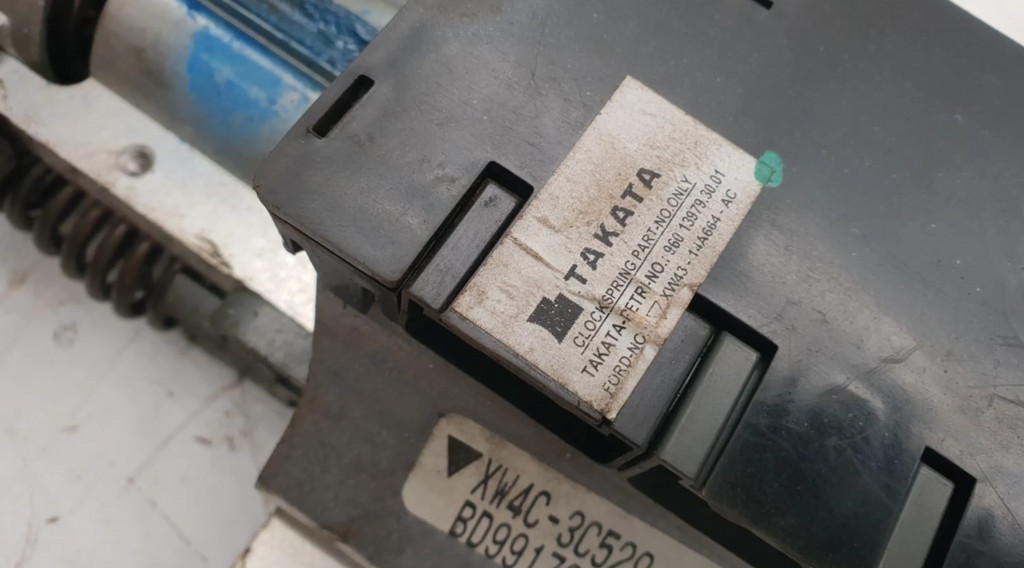 TAKATA
CLOCKSPRING PART-NO.ONLY
TAKATA-PETRI-NO.: 960 13979.30.01
FORD-NO. XW43 - 14A664 - AC
XW4C-3C529